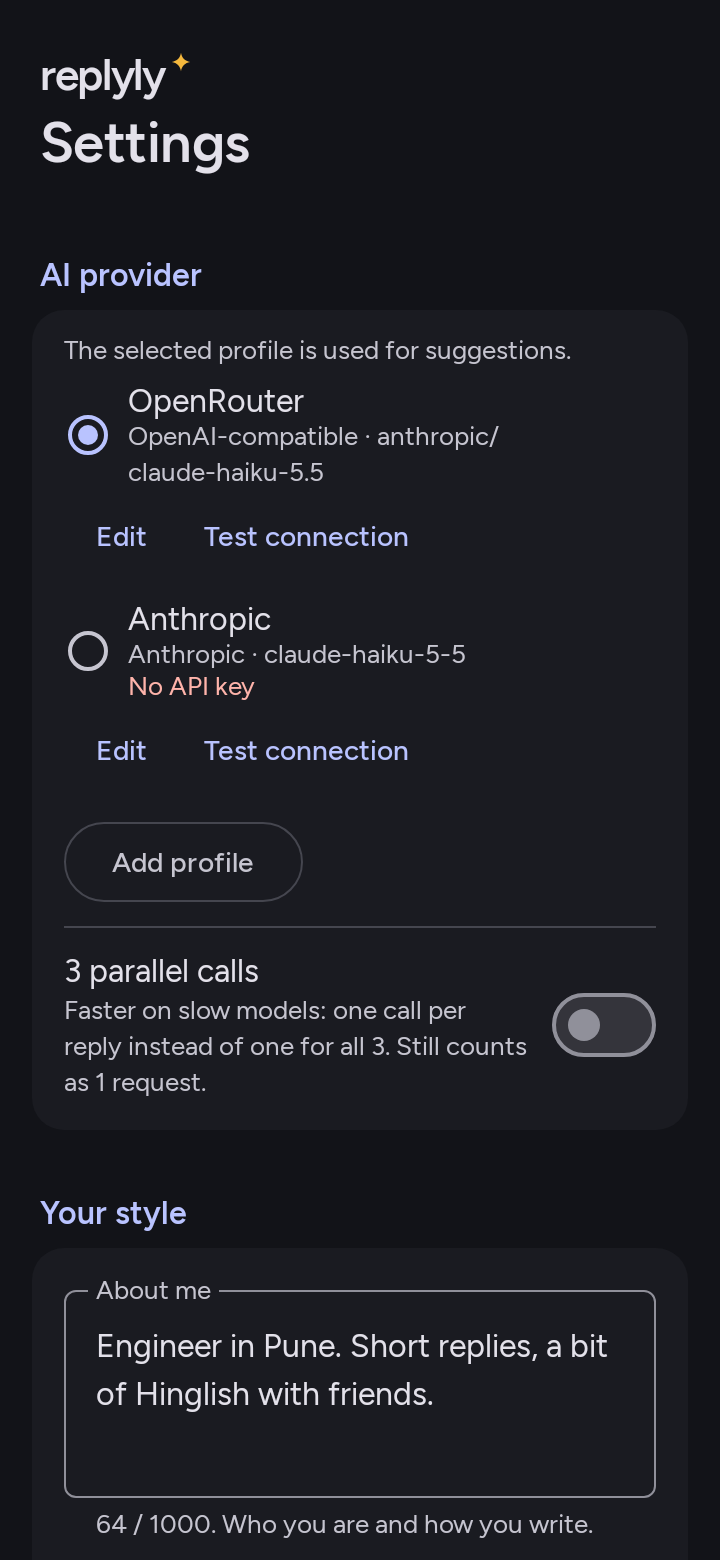 replyly
Settings
AI provider
The selected profile is used for suggestions.
OpenRouter
OpenAI-compatible · anthropic/
claude-haiku-5.5
Edit Test connection
Anthropic
Anthropic · claude-haiku-5-5
No API key
Edit Test connection
Add profile
3 parallel calls
Faster on slow models: one call per
reply instead of one for all 3. Still counts
as 1 request.
Your style
About me
Engineer in Pune. Short replies, a bit
of Hinglish with friends.
64 / 1000. Who you are and how you write.